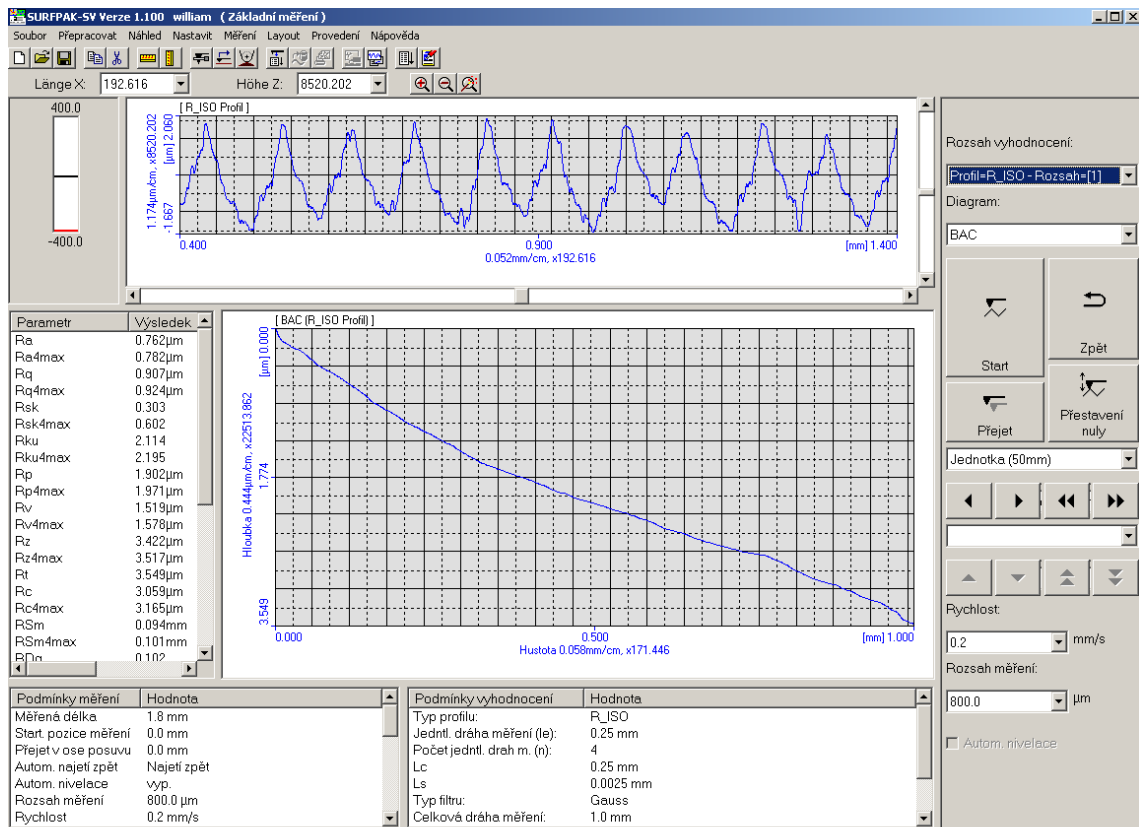 SURFPAK-SV Verze 1.100 william ( Základní měření )
Soubor Přepracovat Náhled Nastavit Měření Layout Provedení Nápověda
Länge X: 192.616 Höhe Z: 8520.202
400.0
-400.0
[ R_ISO Profil ]
1.174µm/cm, x8520.202
-1.667 [µm] 2.060
0.400 0.900 [mm] 1.400
0.052mm/cm, x192.616
Rozsah vyhodnocení:
Profil=R_ISO - Rozsah=[1]
Diagram:
BAC
Start
Zpět
Přejet
Přestavení nuly
Jednotka (50mm)
Rychlost:
0.2 mm/s
Rozsah měření:
800.0 µm
Autom. nivelace
Parametr Výsledek
Ra 0.762µm
Ra4max 0.782µm
Rq 0.907µm
Rq4max 0.924µm
Rsk 0.303
Rsk4max 0.602
Rku 2.114
Rku4max 2.195
Rp 1.902µm
Rp4max 1.971µm
Rv 1.519µm
Rv4max 1.578µm
Rz 3.422µm
Rz4max 3.517µm
Rt 3.549µm
Rc 3.059µm
Rc4max 3.165µm
RSm 0.094mm
RSm4max 0.101mm
RDq 0.102
[ BAC (R_ISO Profil) ]
Hloubka 0.444µm/cm, x22513.862
3.549 1.774 [µm] 0.000
0.000 0.500 [mm] 1.000
Hustota 0.058mm/cm, x171.446
Podmínky měření Hodnota
Měřená délka 1.8 mm
Start. pozice měření 0.0 mm
Přejet v ose posuvu 0.0 mm
Autom. najetí zpět Najetí zpět
Autom. nivelace vyp.
Rozsah měření 800.0 µm
Rychlost 0.2 mm/s
Podmínky vyhodnocení Hodnota
Typ profilu: R_ISO
Jedntl. dráha měření (le): 0.25 mm
Počet jedntl. drah m. (n): 4
Lc 0.25 mm
Ls 0.0025 mm
Typ filtru: Gauss
Celková dráha měření: 1.0 mm